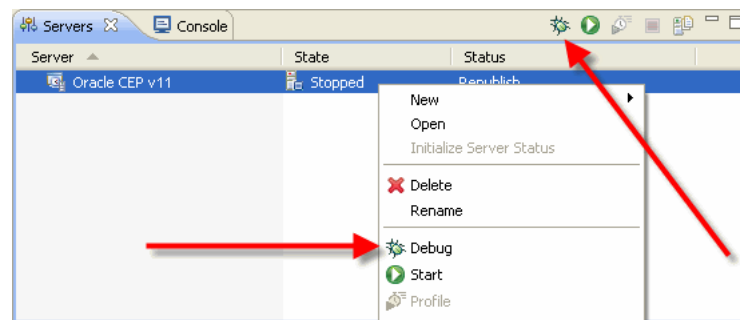 Servers Console
Server State Status
Oracle CEP v11 Stopped Republish
New
Open
Initialize Server Status
Delete
Rename
Debug
Start
Profile